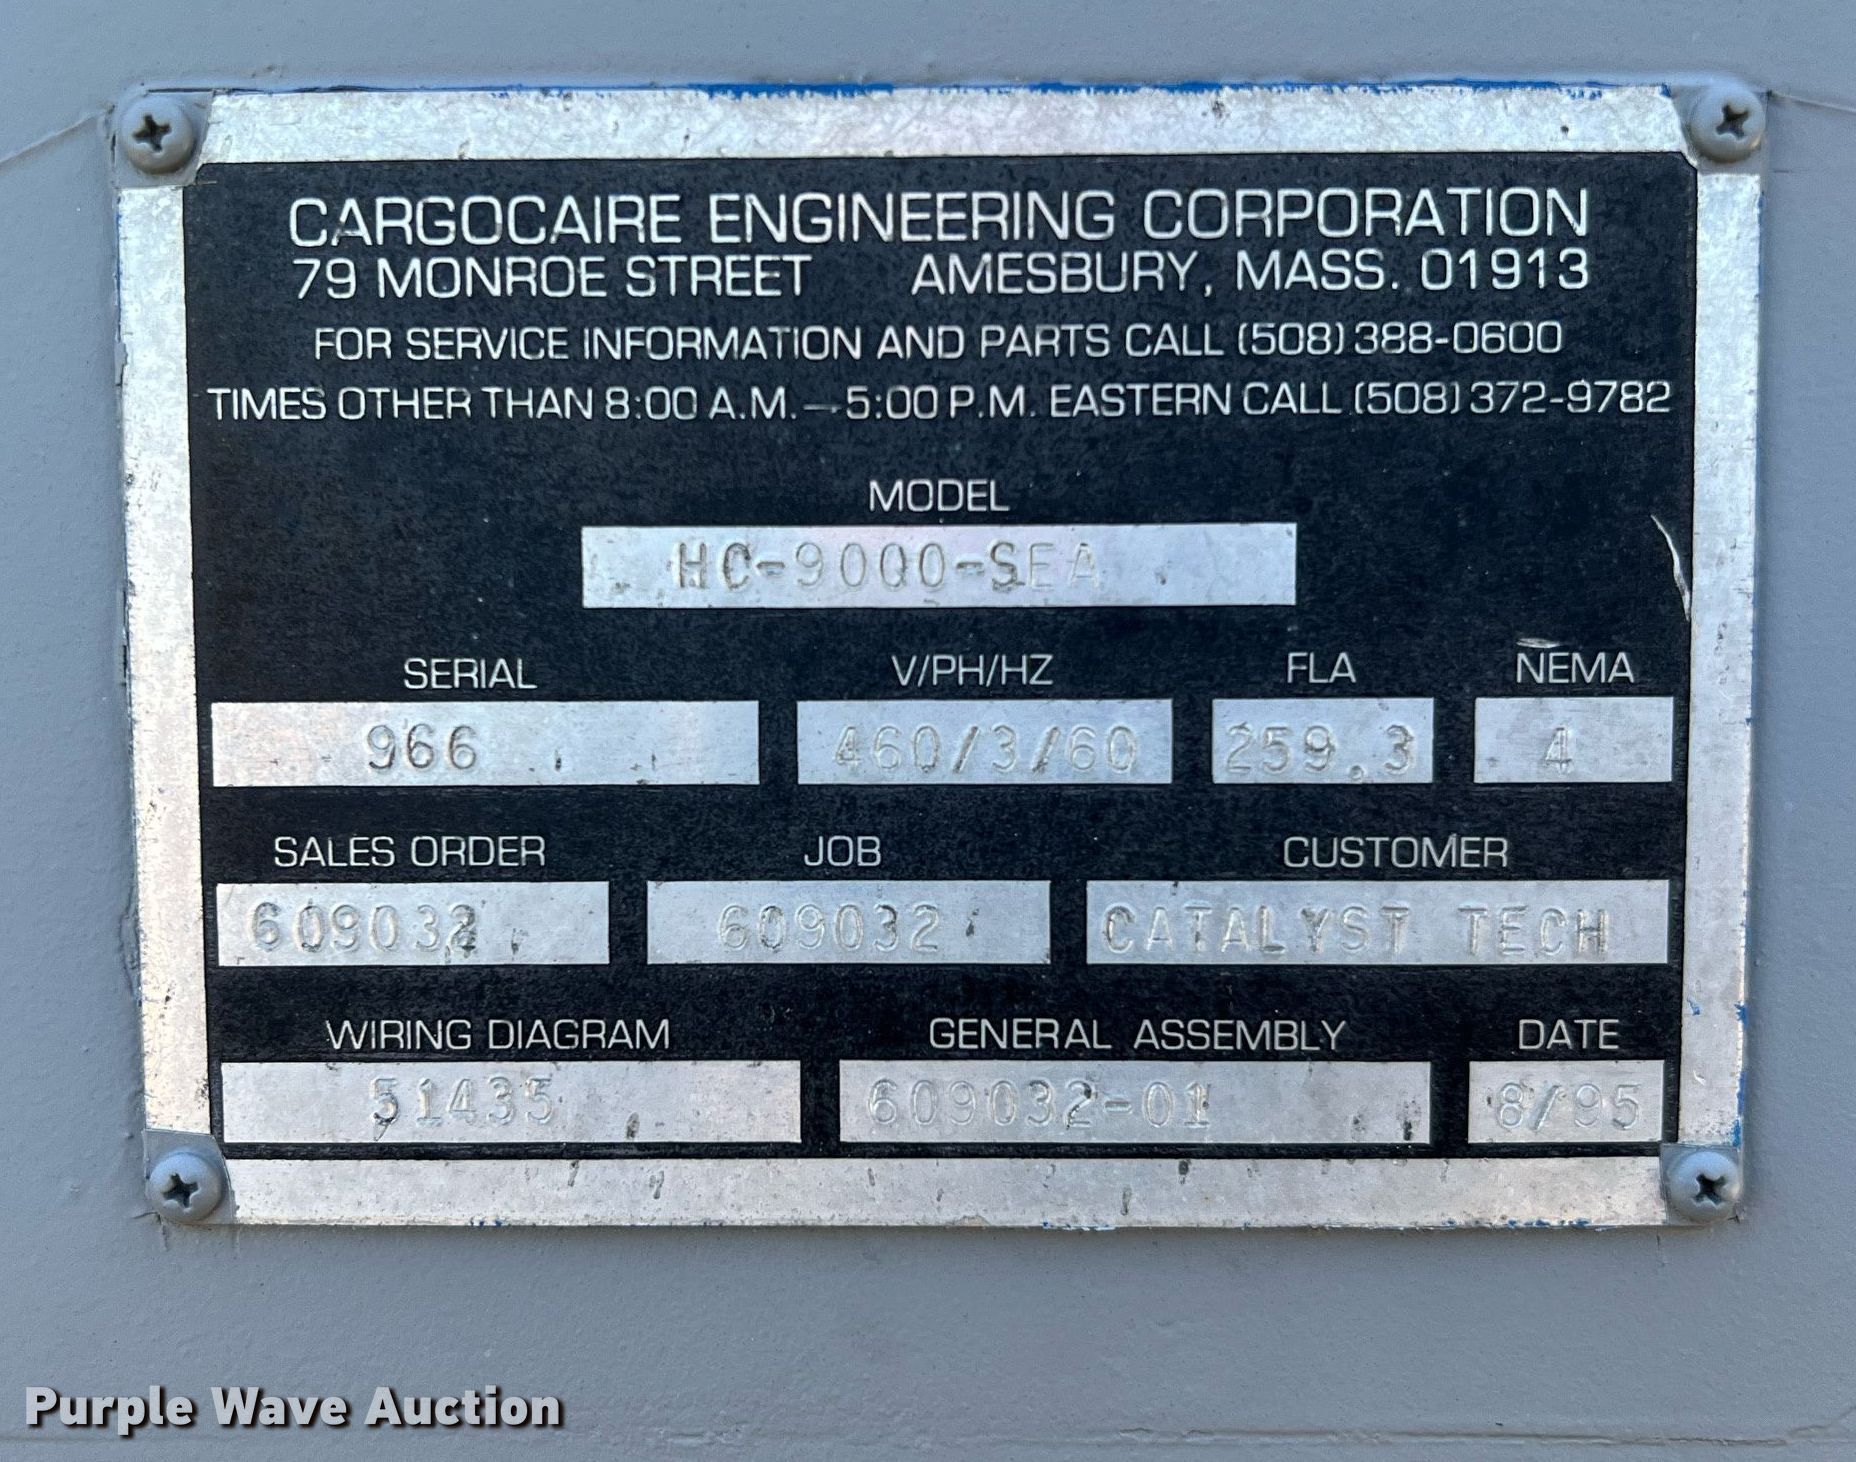 CARGOCAIRE ENGINEERING CORPORATION
79 MONROE STREET AMESBURY, MASS. 01913
FOR SERVICE INFORMATION AND PARTS CALL (508) 388-0600
TIMES OTHER THAN 8:00 A.M. — 5:00 P.M. EASTERN CALL (508) 372-9782
MODEL
HC-9000-SEA
SERIAL V/PH/HZ FLA NEMA
966 460/3/60 259.3 4
SALES ORDER JOB CUSTOMER
609032 609032 CATALYST TECH
WIRING DIAGRAM GENERAL ASSEMBLY DATE
51435 609032-01 8/95
Purple Wave Auction